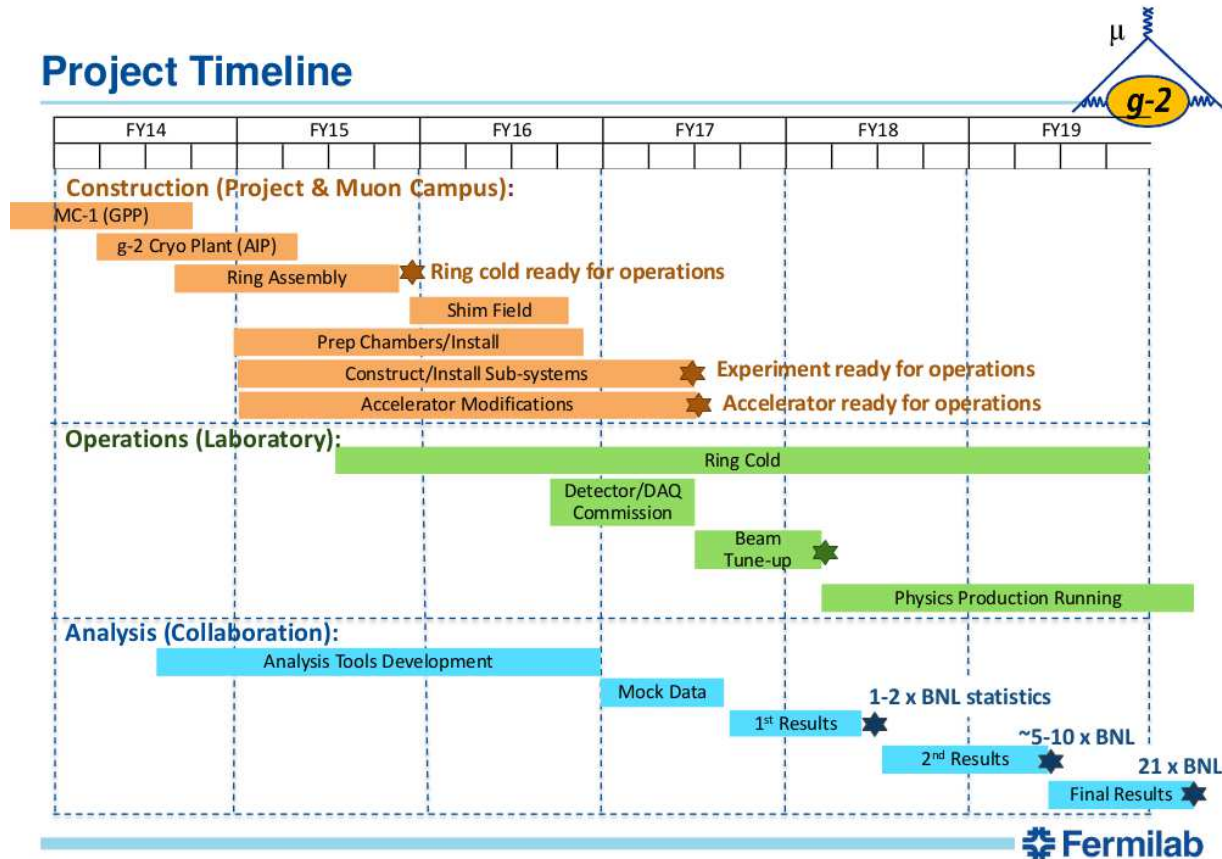 μ
g-2
Project Timeline
FY14 FY15 FY16 FY17 FY18 FY19
Construction (Project & Muon Campus):
MC-1 (GPP)
g-2 Cryo Plant (AIP)
Ring Assembly
Ring cold ready for operations
Shim Field
Prep Chambers/Install
Construct/Install Sub-systems
Experiment ready for operations
Accelerator Modifications
Accelerator ready for operations
Operations (Laboratory):
Ring Cold
Detector/DAQ
Commission
Beam
Tune-up
Physics Production Running
Analysis (Collaboration):
Analysis Tools Development
Mock Data
1-2 x BNL statistics
1st Results
~5-10 x BNL
2nd Results
21 x BNL
Final Results
Fermilab